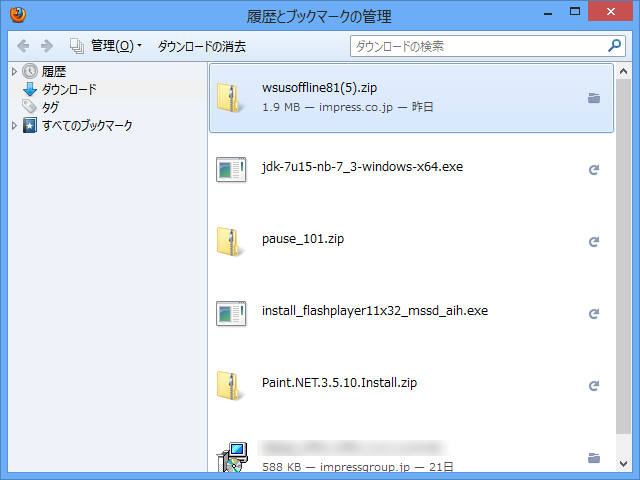 履歴とブックマークの管理
管理(O)
ダウンロードの消去
ダウンロードの検索
履歴
ダウンロード
タグ
すべてのブックマーク
wsusoffline81(5).zip
1.9 MB — impress.co.jp — 昨日
jdk-7u15-nb-7_3-windows-x64.exe
pause_101.zip
install_flashplayer11x32_mssd_aih.exe
Paint.NET.3.5.10.Install.zip
588 KB — impressgroup.jp — 21日